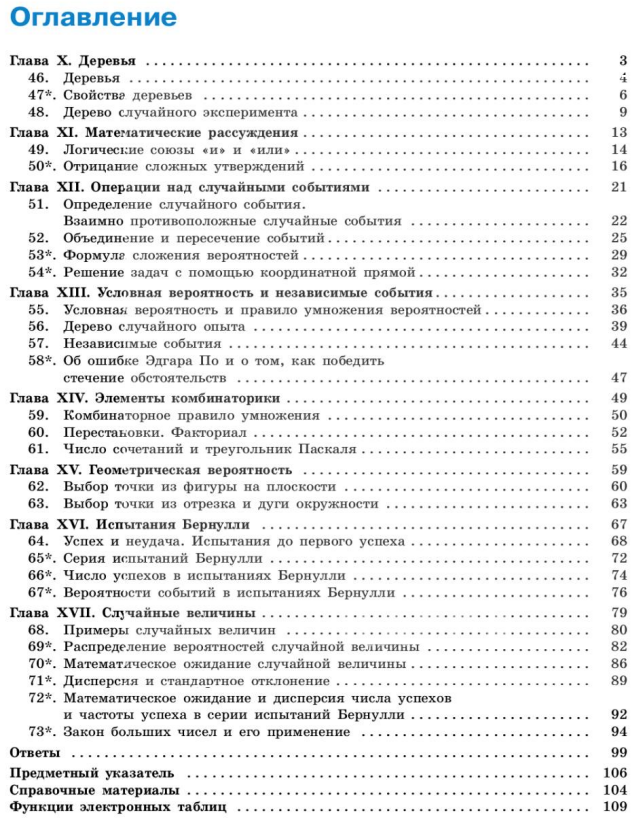 Оглавление
Глава X. Деревья 3
46. Деревья 4
47*. Свойства деревьев 6
48. Дерево случайного эксперимента 9
Глава XI. Математические рассуждения 13
49. Логические союзы «и» и «или» 14
50*. Отрицание сложных утверждений 16
Глава XII. Операции над случайными событиями 21
51. Определение случайного события.
Взаимно противоположные случайные события 22
52. Объединение и пересечение событий 25
53*. Формула сложения вероятностей 29
54*. Решение задач с помощью координатной прямой 32
Глава XIII. Условная вероятность и независимые события 35
55. Условная вероятность и правило умножения вероятностей 36
56. Дерево случайного опыта 39
57. Независимые события 44
58*. Об ошибке Эдгара По и о том, как победить
стечение обстоятельств 47
Глава XIV. Элементы комбинаторики 49
59. Комбинаторное правило умножения 50
60. Перестановки. Факториал 52
61. Число сочетаний и треугольник Паскаля 55
Глава XV. Геометрическая вероятность 59
62. Выбор точки из фигуры на плоскости 60
63. Выбор точки из отрезка и дуги окружности 63
Глава XVI. Испытания Бернулли 67
64. Успех и неудача. Испытания до первого успеха 68
65*. Серия испытаний Бернулли 72
66*. Число успехов в испытаниях Бернулли 74
67*. Вероятности событий в испытаниях Бернулли 76
Глава XVII. Случайные величины 79
68. Примеры случайных величин 80
69*. Распределение вероятностей случайной величины 82
70*. Математическое ожидание случайной величины 86
71*. Дисперсия и стандартное отклонение 89
72*. Математическое ожидание и дисперсия числа успехов
и частоты успеха в серии испытаний Бернулли 92
73*. Закон больших чисел и его применение 94
Ответы 99
Предметный указатель 106
Справочные материалы 104
Функции электронных таблиц 109